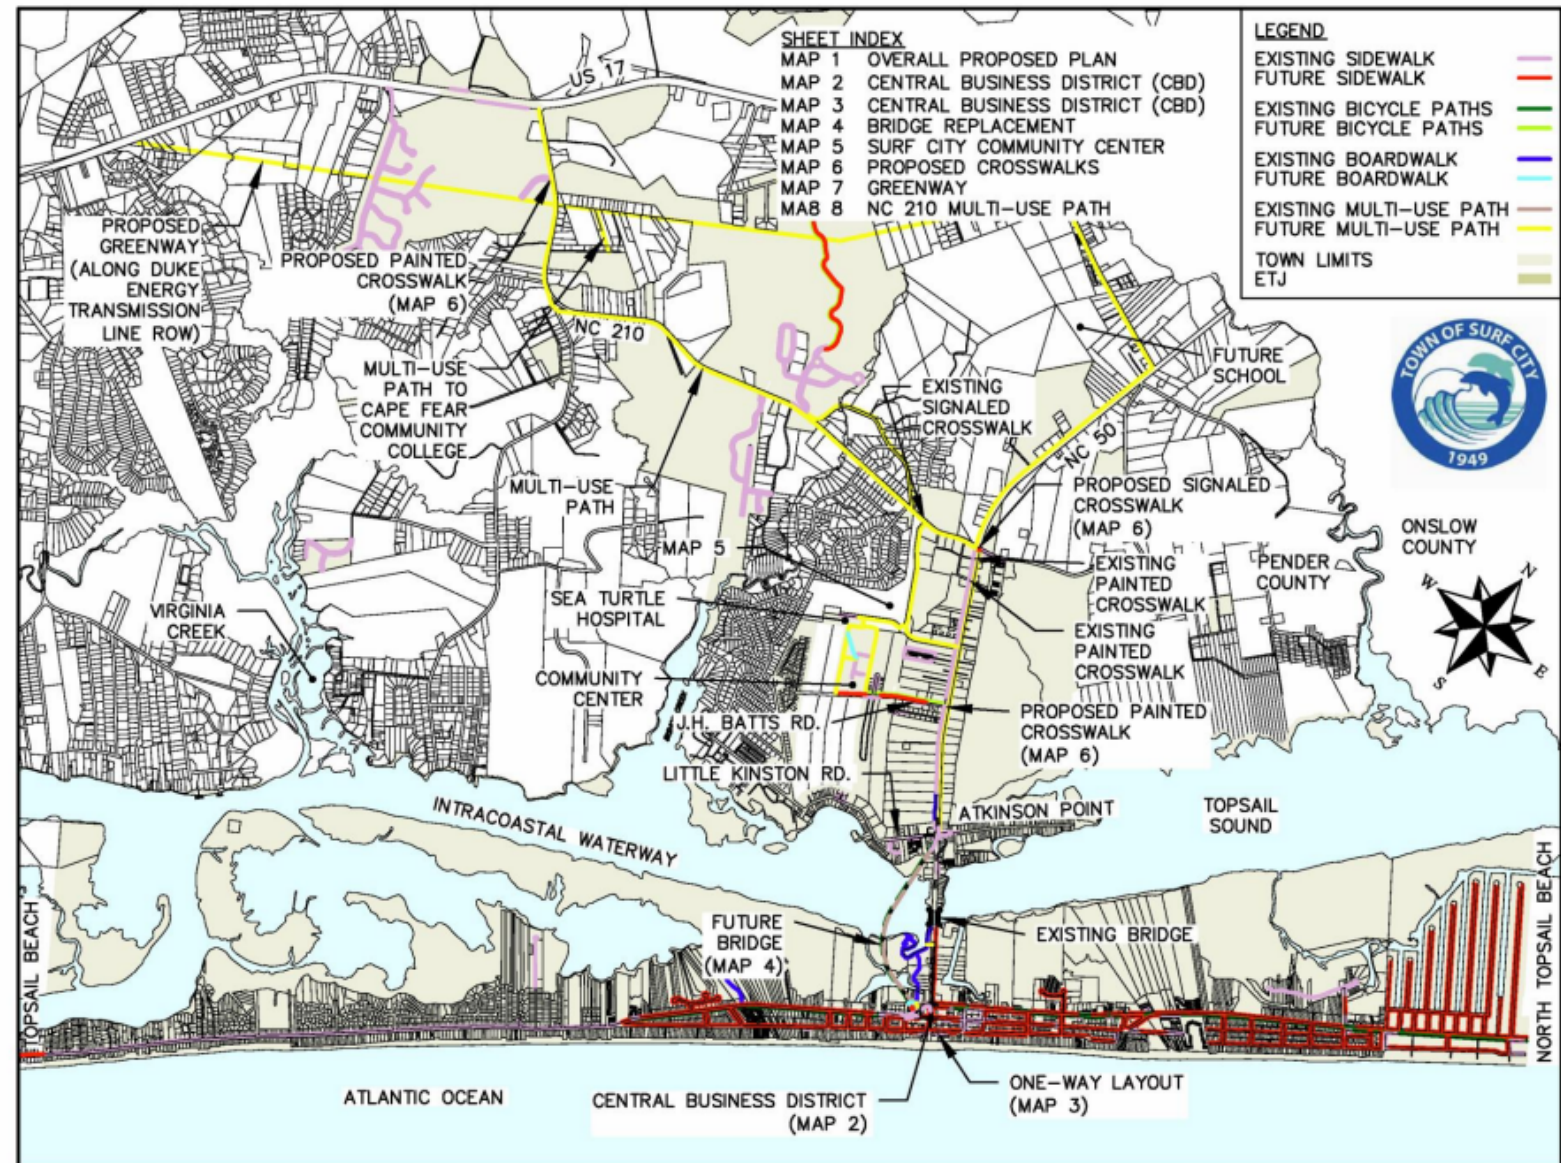 SHEET INDEX
MAP 1 OVERALL PROPOSED PLAN
MAP 2 CENTRAL BUSINESS DISTRICT (CBD)
MAP 3 CENTRAL BUSINESS DISTRICT (CBD)
MAP 4 BRIDGE REPLACEMENT
MAP 5 SURF CITY COMMUNITY CENTER
MAP 6 PROPOSED CROSSWALKS
MAP 7 GREENWAY
MA8 8 NC 210 MULTI-USE PATH
LEGEND
EXISTING SIDEWALK
FUTURE SIDEWALK
EXISTING BICYCLE PATHS
FUTURE BICYCLE PATHS
EXISTING BOARDWALK
FUTURE BOARDWALK
EXISTING MULTI-USE PATH
FUTURE MULTI-USE PATH
TOWN LIMITS
ETJ
US 17
PROPOSED
GREENWAY
(ALONG DUKE
ENERGY
TRANSMISSION
LINE ROW)
PROPOSED PAINTED
CROSSWALK
(MAP 6)
NC 210
MULTI-USE
PATH TO
CAPE FEAR
COMMUNITY
COLLEGE
FUTURE
SCHOOL
TOWN OF SURF CITY
1949
EXISTING
SIGNALED
CROSSWALK
NC 50
MULTI-USE
PATH
PROPOSED SIGNALED
CROSSWALK
(MAP 6)
ONSLOW
COUNTY
PENDER
COUNTY
MAP 5
EXISTING
PAINTED
CROSSWALK
N
W
E
S
SEA TURTLE
HOSPITAL
VIRGINIA
CREEK
EXISTING
PAINTED
CROSSWALK
COMMUNITY
CENTER
J.H. BATTS RD.
PROPOSED PAINTED
CROSSWALK
(MAP 6)
LITTLE KINSTON RD.
INTRACOASTAL WATERWAY
ATKINSON POINT
TOPSAIL
SOUND
TOPSAIL BEACH
FUTURE
BRIDGE
(MAP 4)
EXISTING BRIDGE
NORTH TOPSAIL BEACH
ATLANTIC OCEAN
CENTRAL BUSINESS DISTRICT
(MAP 2)
ONE-WAY LAYOUT
(MAP 3)